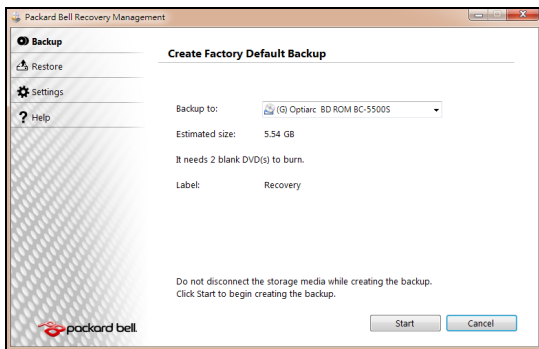 Packard Bell Recovery Management
Backup
Restore
Settings
Help
Create Factory Default Backup
Backup to: (G) Optiarc BD ROM BC-5500S
Estimated size: 5.54 GB
It needs 2 blank DVD(s) to burn.
Label: Recovery
Do not disconnect the storage media while creating the backup.
Click Start to begin creating the backup.
packard bell.
Start Cancel